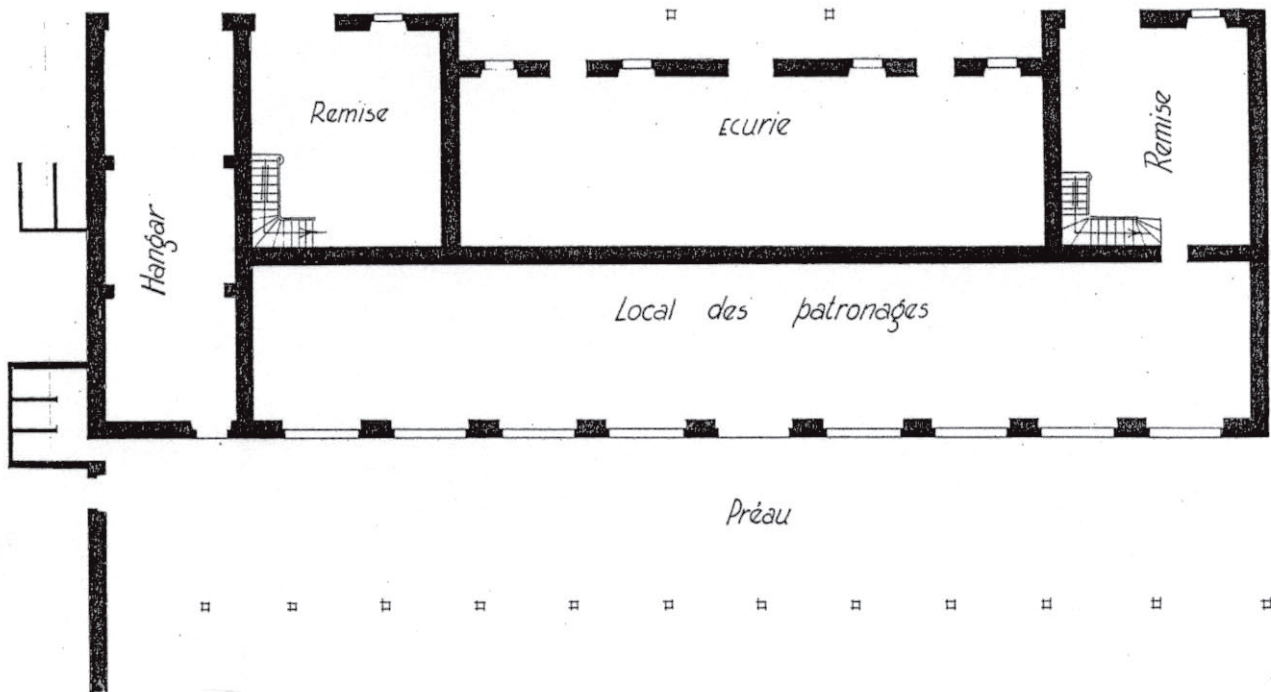 Remise
Ecurie
Remise
Hangar
Local des patronages
Préau